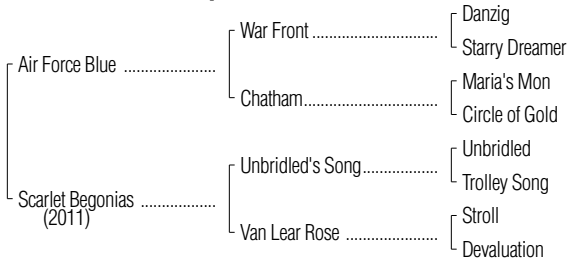 Danzig
War Front ................................
Starry Dreamer
Air Force Blue .......................
Maria's Mon
Chatham..................................
Circle of Gold
Unbridled
Unbridled's Song...................
Trolley Song
Scarlet Begonias ...................
(2011)
Stroll
Van Lear Rose .......................
Devaluation